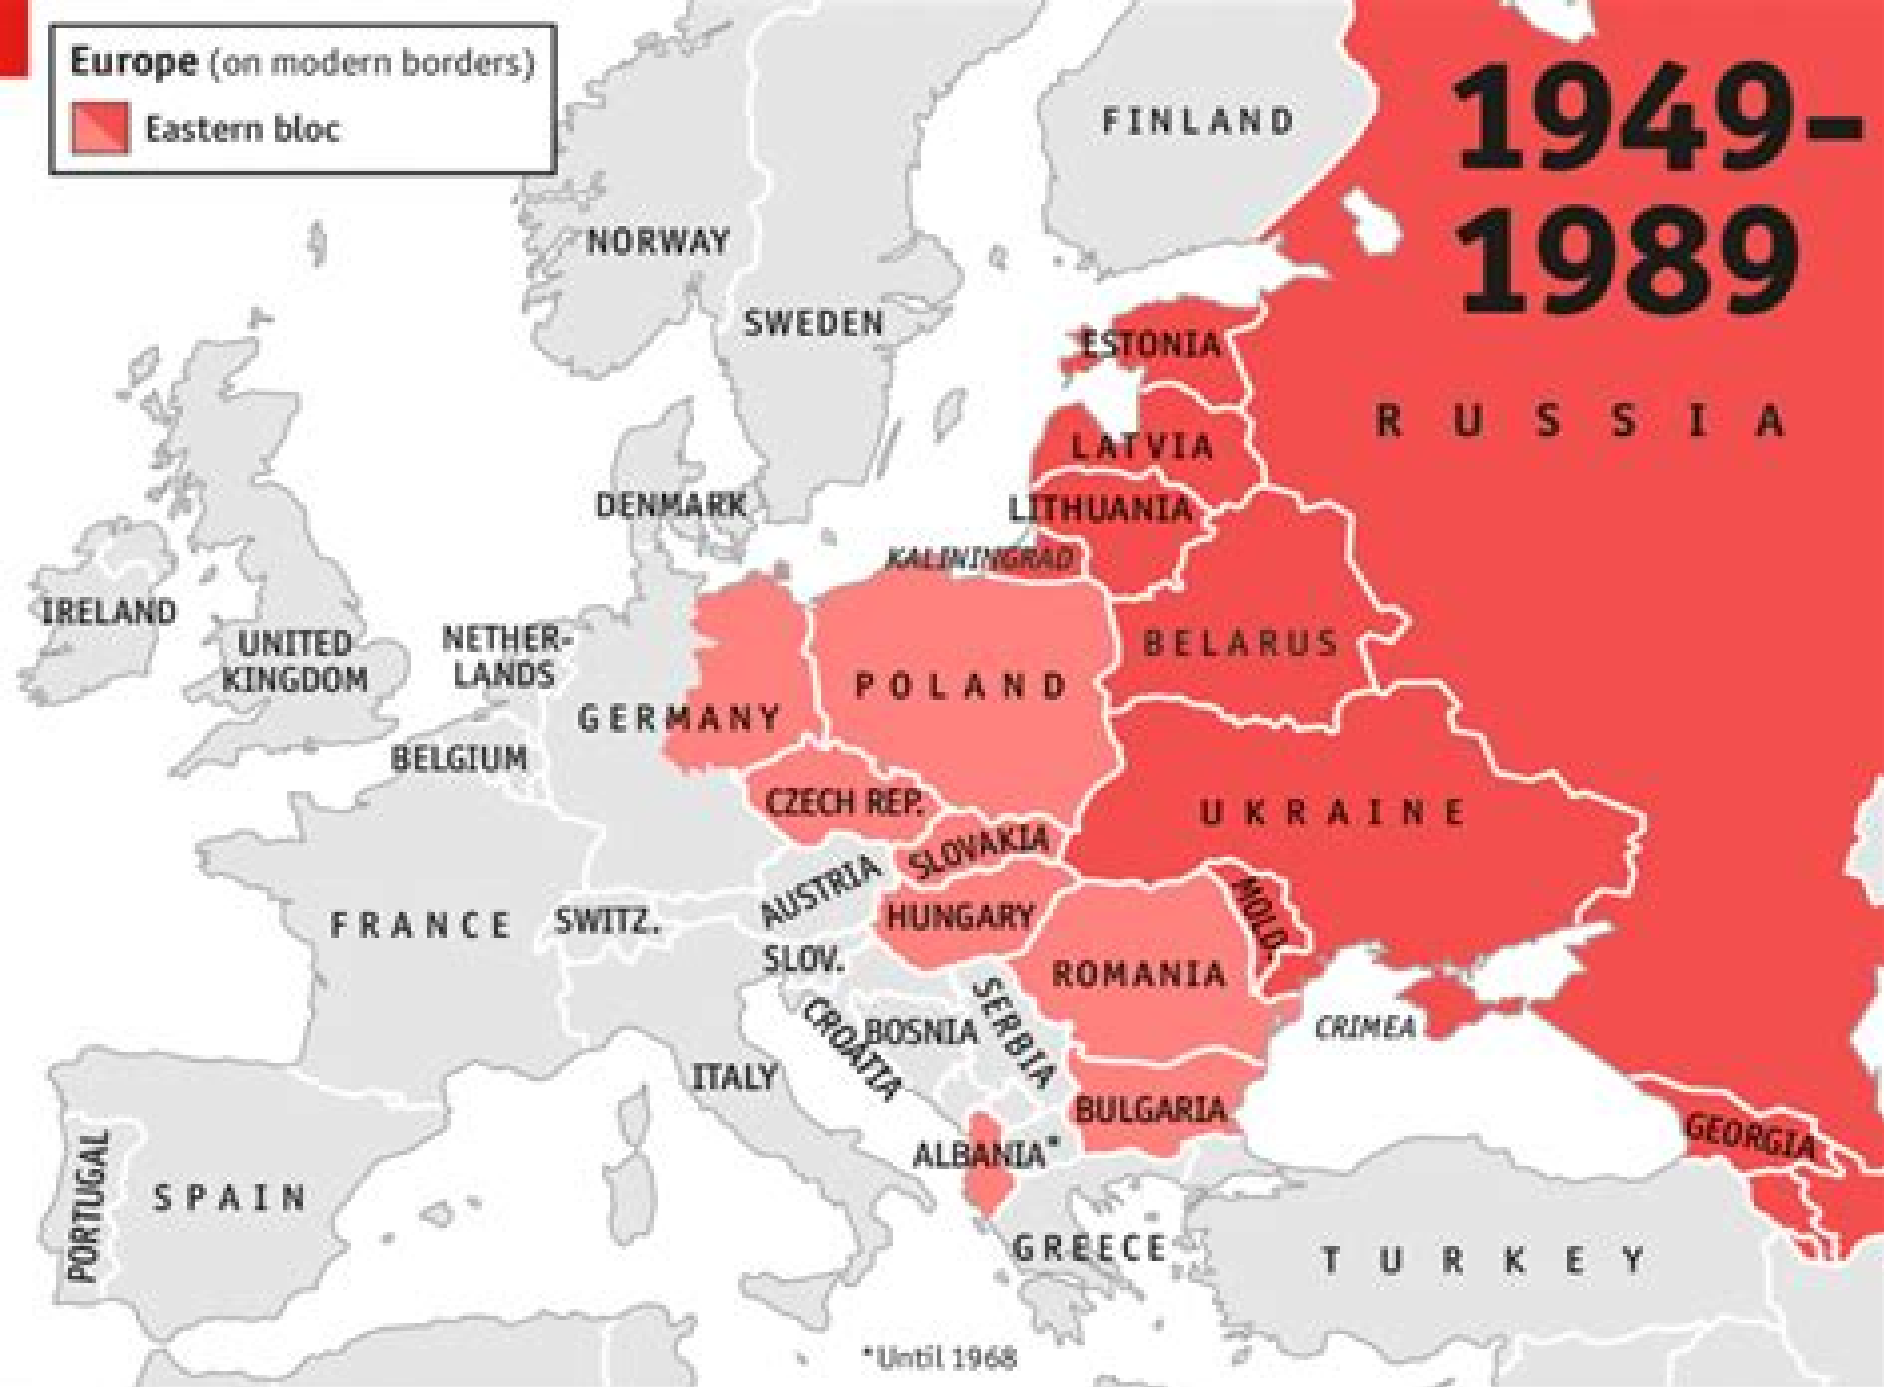 Europe (on modern borders)
Eastern bloc
1949-
1989
FINLAND
NORWAY
SWEDEN
ESTONIA
RUSSIA
LATVIA
LITHUANIA
DENMARK
KALININGRAD
IRELAND
UNITED
KINGDOM
NETHER-
LANDS
BELARUS
POLAND
GERMANY
BELGIUM
CZECH REP.
UKRAINE
SLOVAKIA
AUSTRIA
MOLD.
FRANCE
SWITZ.
HUNGARY
SLOV.
ROMANIA
CROATIA
BOSNIA
SERBIA
CRIMEA
ITALY
BULGARIA
GEORGIA
ALBANIA*
PORTUGAL
SPAIN
GREECE
TURKEY
*Until 1968